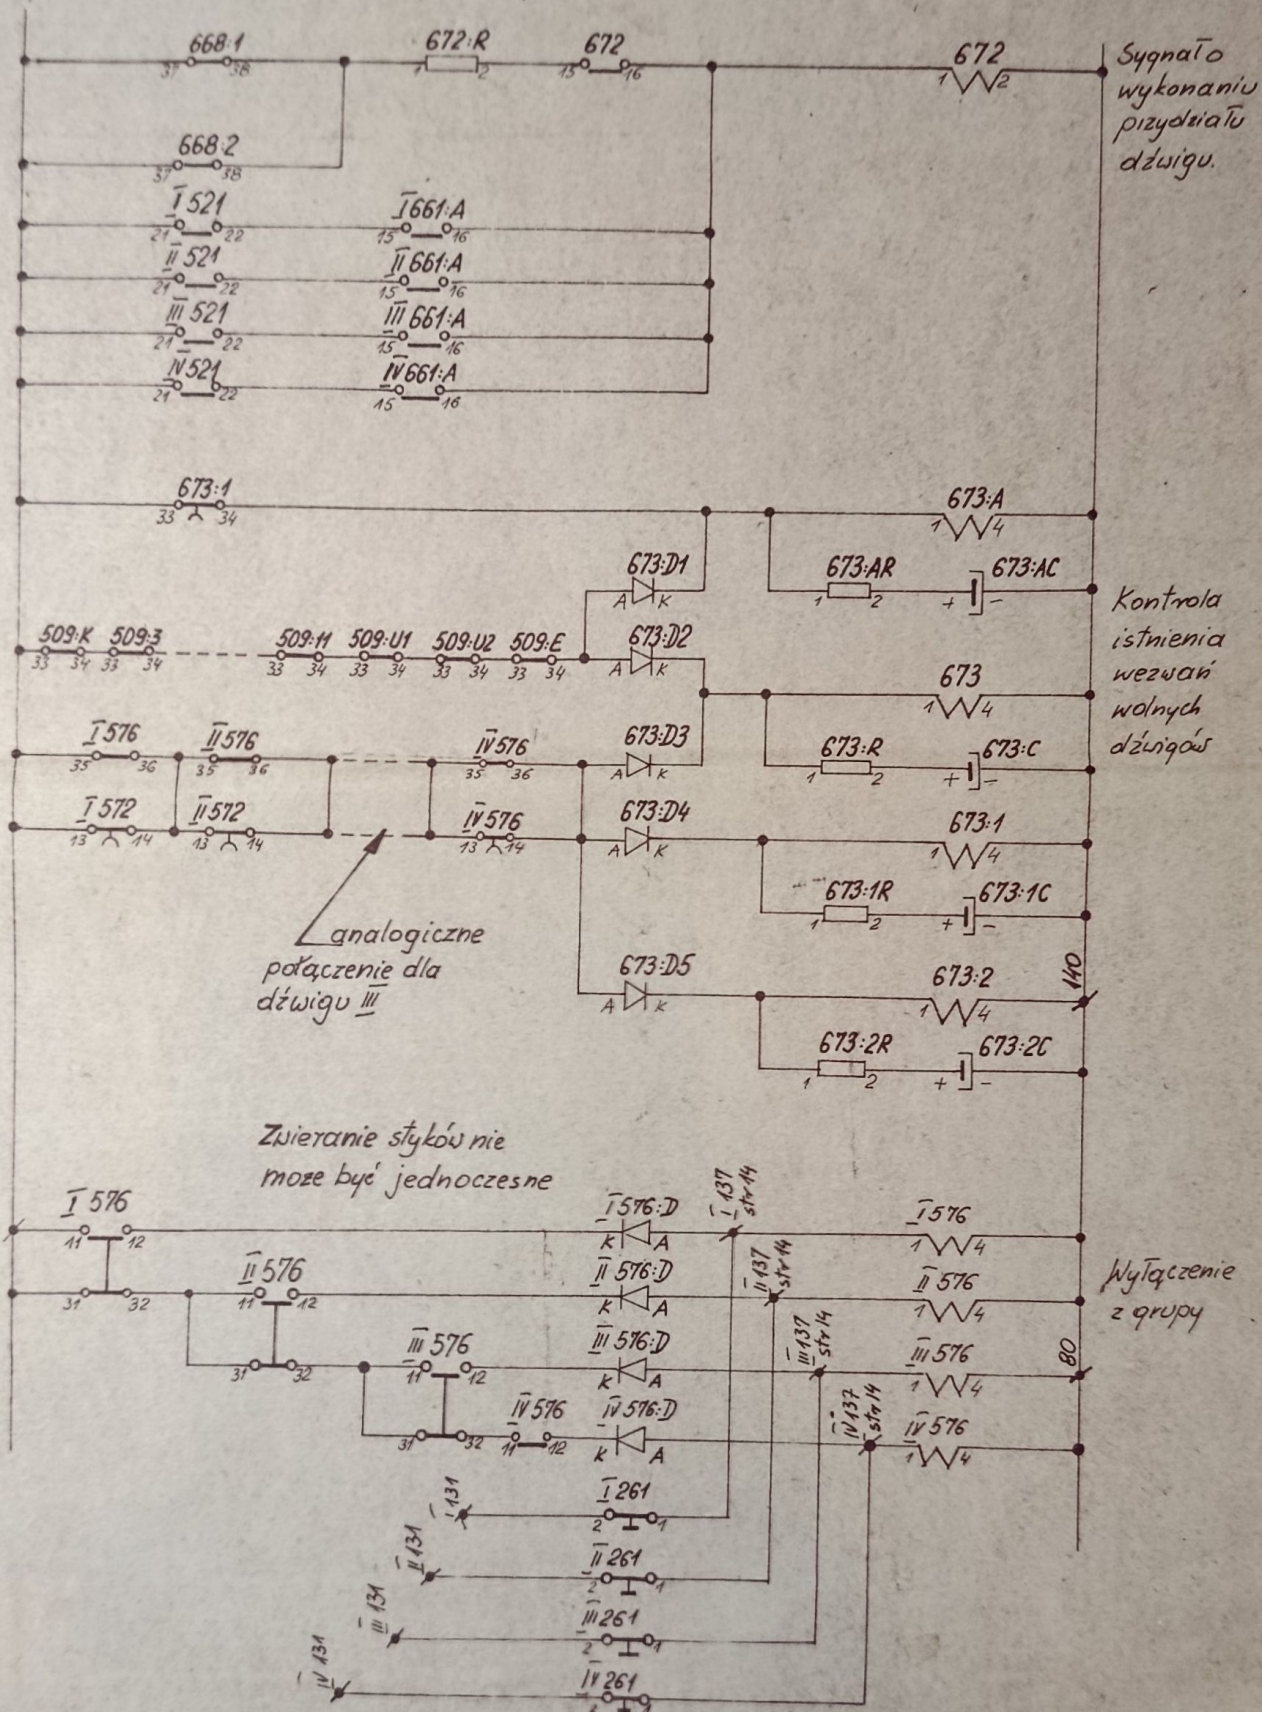 668:1 672:R 672 672
37 38 1 2 15 16 1 2
Sygnał o
wykonaniu
przydziału
dźwigu.
668:2
37 38
I 521 I 661:A
21 22 15 16
II 521 II 661:A
21 22 15 16
III 521 III 661:A
21 22 15 16
IV 521 IV 661:A
21 22 15 16
673:1 673:A
33 34 1 4
673:D1 673:AR 673:AC
A K 1 2 + -
Kontrola
istnienia
wezwań
wolnych
dźwigów
509:K 509:3 509:11 509:U1 509:U2 509:E 673:D2
33 34 33 34 33 34 33 34 33 34 33 34 A K
673
1 4
I 576 II 576 IV 576 673:D3 673:R 673:C
35 36 35 36 35 36 A K 1 2 + -
I 572 II 572 IV 576 673:D4 673:1
13 14 13 14 13 14 A K 1 4
673:1R 673:1C
1 2 + -
analogiczne
połączenie dla
dźwigu III
673:D5 673:2 140
A K 1 4
673:2R 673:2C
1 2 + -
Zwieranie styków nie
może być jednoczesne
I 576 I 576:D I 137 str 14 I 576
11 12 K A 1 4
II 576 II 576:D II 137 str 14 II 576
31 32 11 12 K A 1 4
Wyłączenie
z grupy
III 576 III 576:D III 137 str 14 III 576 80
31 32 11 12 K A 1 4
IV 576 IV 576:D IV 137 str 14 IV 576
31 32 11 12 K A 1 4
I 131 I 261
2 1
II 131 II 261
2 1
III 131 III 261
2 1
IV 131 IV 261